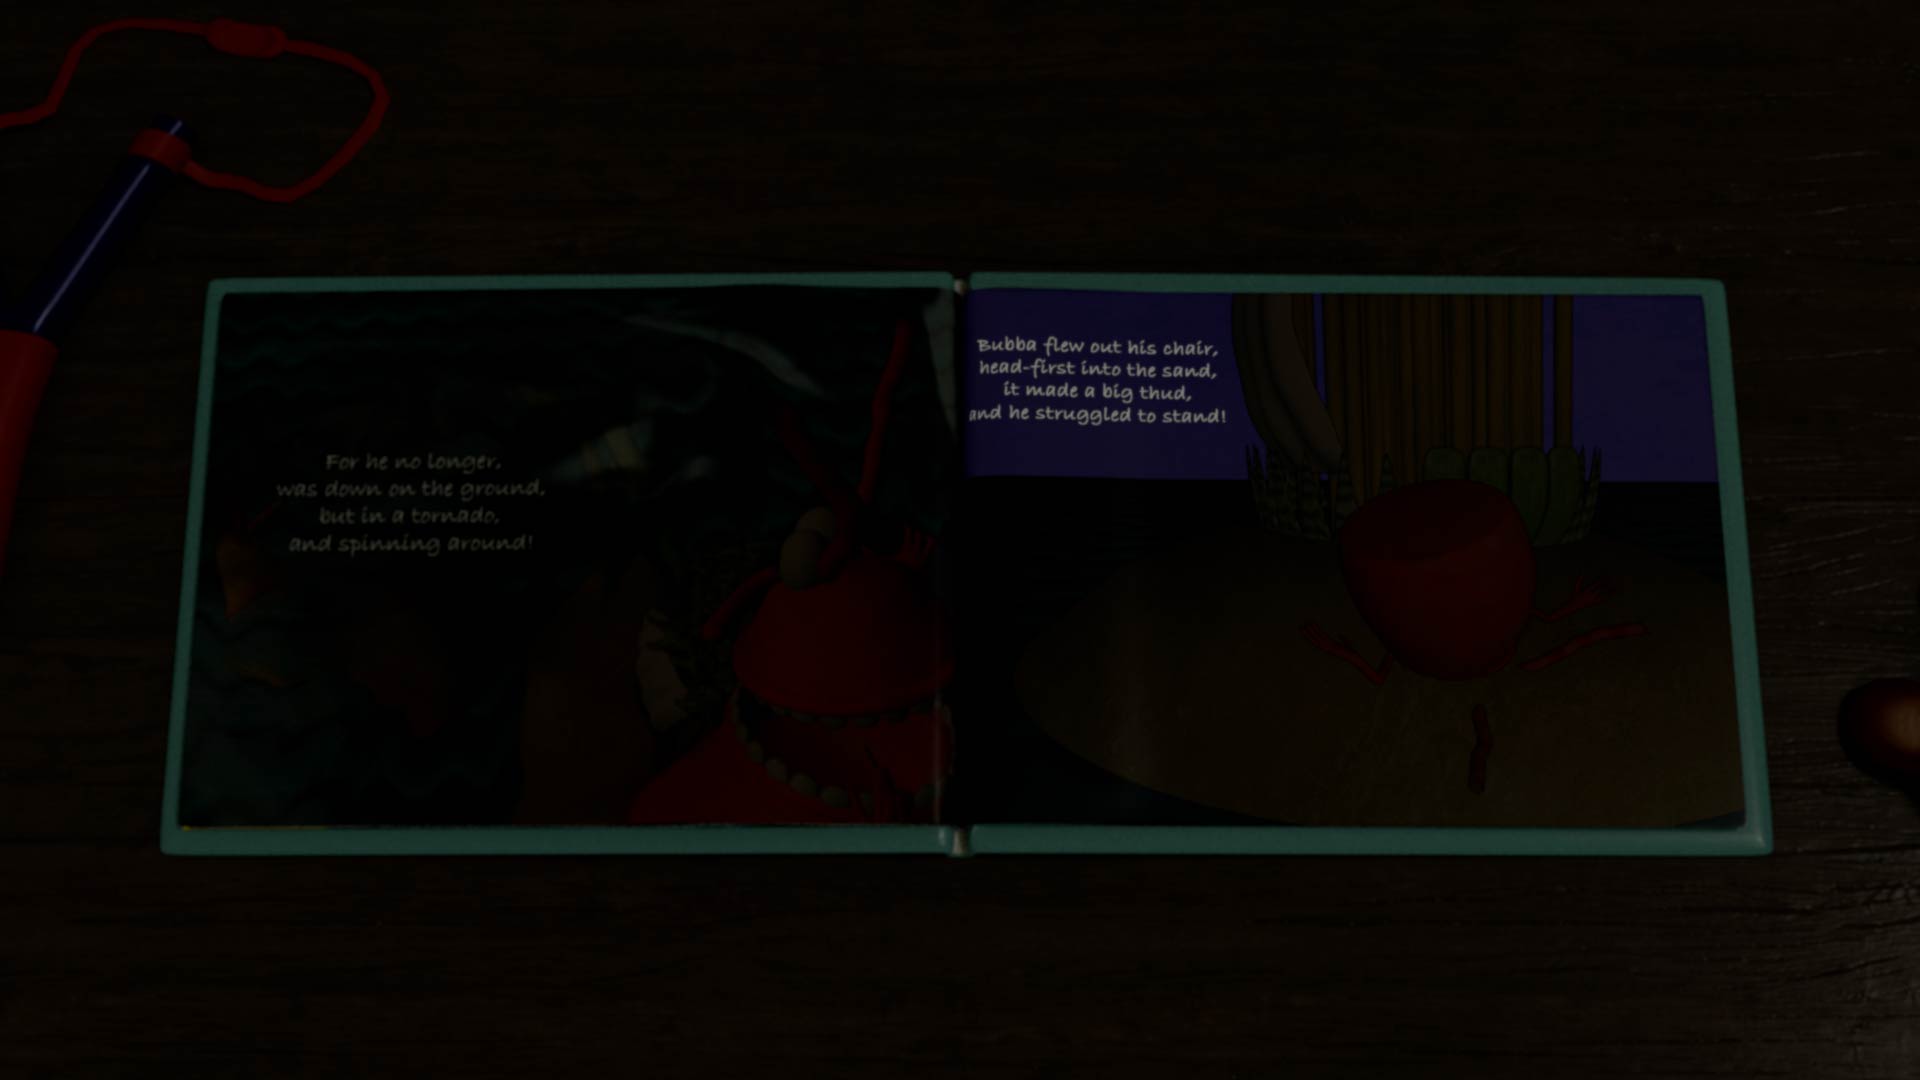 For he no longer,
was down on the ground,
but in a tornado,
and spinning around!
Bubba flew out his chair,
head-first into the sand,
it made a big thud,
and he struggled to stand!